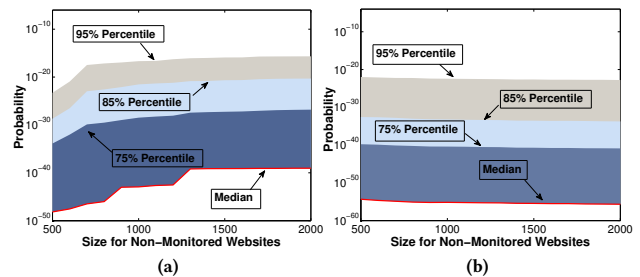 10^-10
10^-20
10^-30
10^-40
10^-50
Probability
95% Percentile
85% Percentile
75% Percentile
Median
500
1000
1500
2000
Size for Non-Monitored Websites
(a)
10^-10
10^-20
10^-30
10^-40
10^-50
10^-60
Probability
95% Percentile
85% Percentile
75% Percentile
Median
500
1000
1500
2000
Size for Non-Monitored Websites
(b)